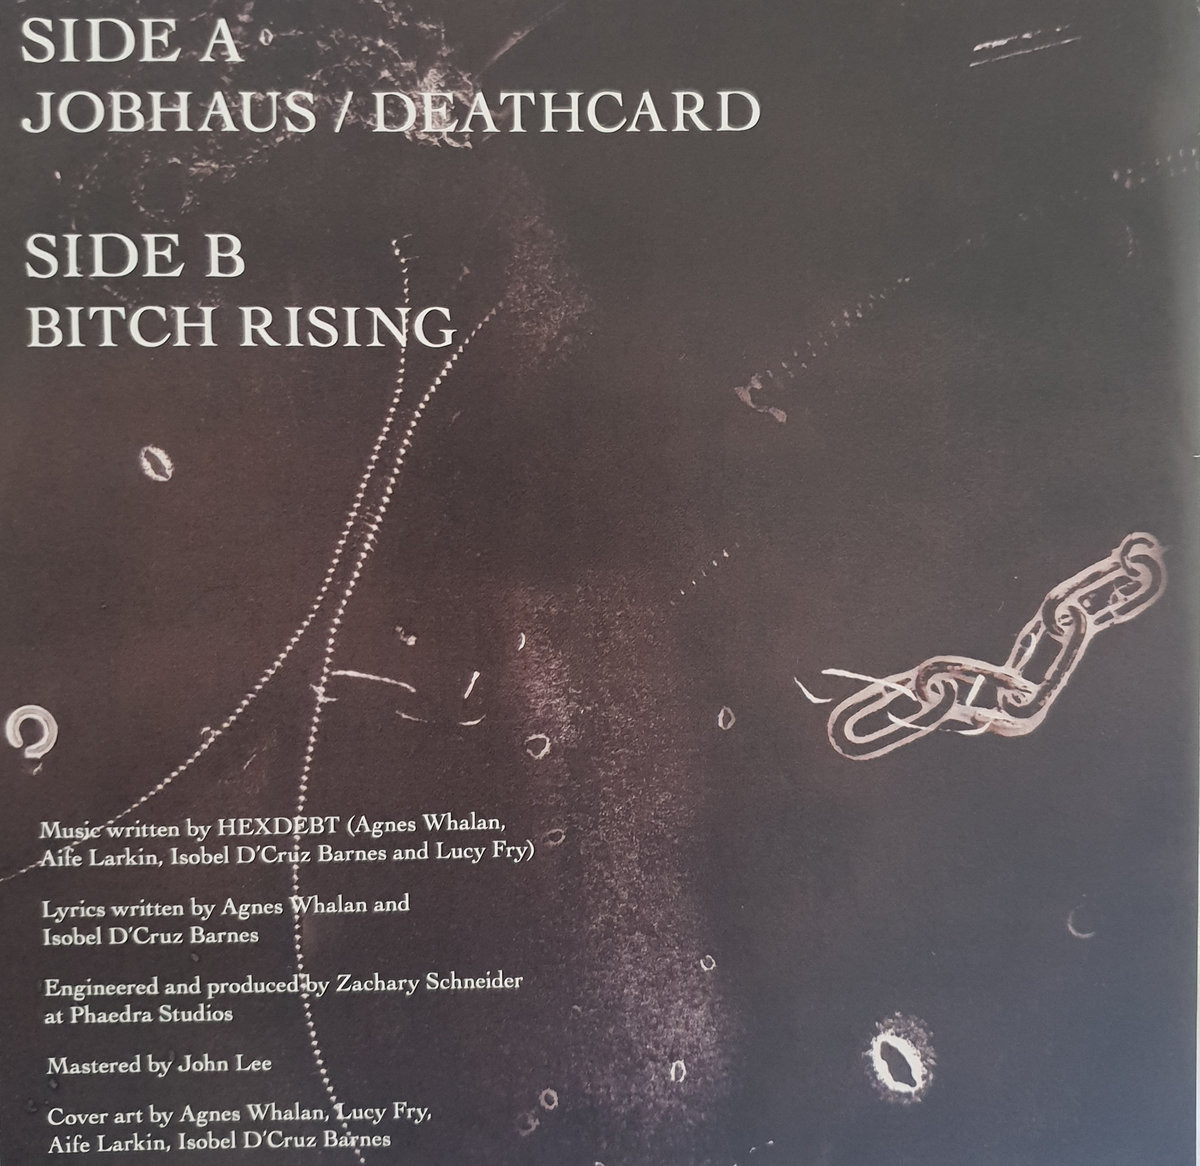 SIDE A
JOBHAUS / DEATHCARD
SIDE B
BITCH RISING
Music written by HEXDEBT (Agnes Whalan,
Aife Larkin, Isobel D'Cruz Barnes and Lucy Fry)
Lyrics written by Agnes Whalan and
Isobel D'Cruz Barnes
Engineered and produced by Zachary Schneider
at Phaedra Studios
Mastered by John Lee
Cover art by Agnes Whalan, Lucy Fry,
Aife Larkin, Isobel D'Cruz Barnes